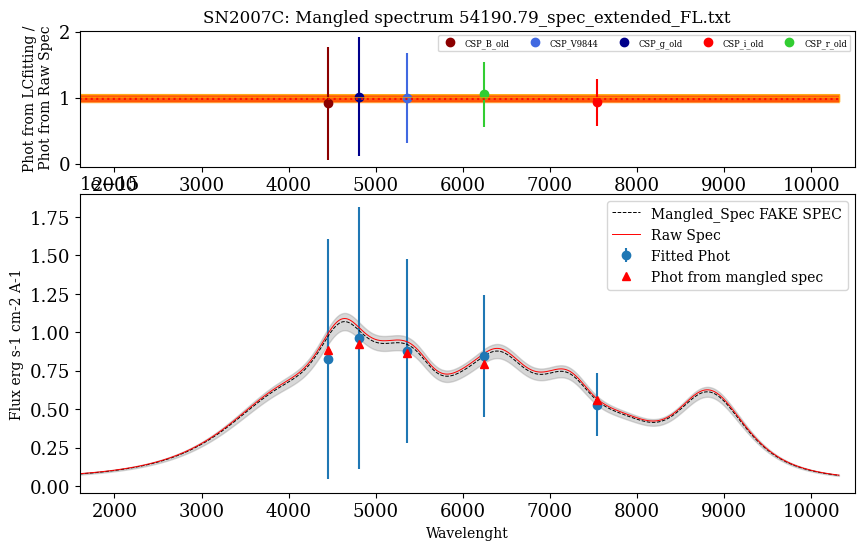 SN2007C: Mangled spectrum 54190.79_spec_extended_FL.txt
Phot from LCfitting /
Phot from Raw Spec
2
1
0
CSP_B_old
CSP_V9844
CSP_g_old
CSP_i_old
CSP_r_old
2000 3000 4000 5000 6000 7000 8000 9000 10000
1e−15
Flux erg s-1 cm-2 A-1
1.75
1.50
1.25
1.00
0.75
0.50
0.25
0.00
Mangled_Spec FAKE SPEC
Raw Spec
Fitted Phot
Phot from mangled spec
2000 3000 4000 5000 6000 7000 8000 9000 10000
Wavelenght